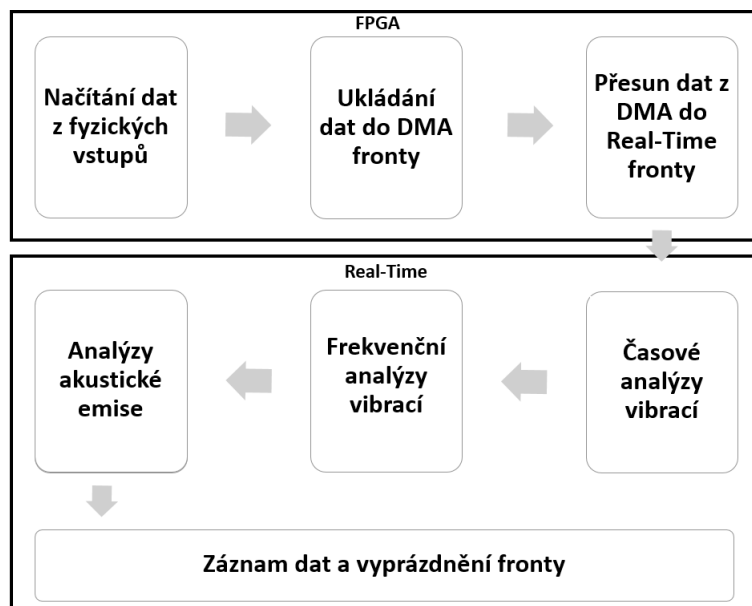 FPGA
Načítání dat
z fyzických
vstupů
Ukládání
dat do DMA
fronty
Přesun dat z
DMA do
Real-Time
fronty
Real-Time
Analýzy
akustické
emise
Frekvenční
analýzy
vibrací
Časové
analýzy
vibrací
Záznam dat a vyprázdnění fronty